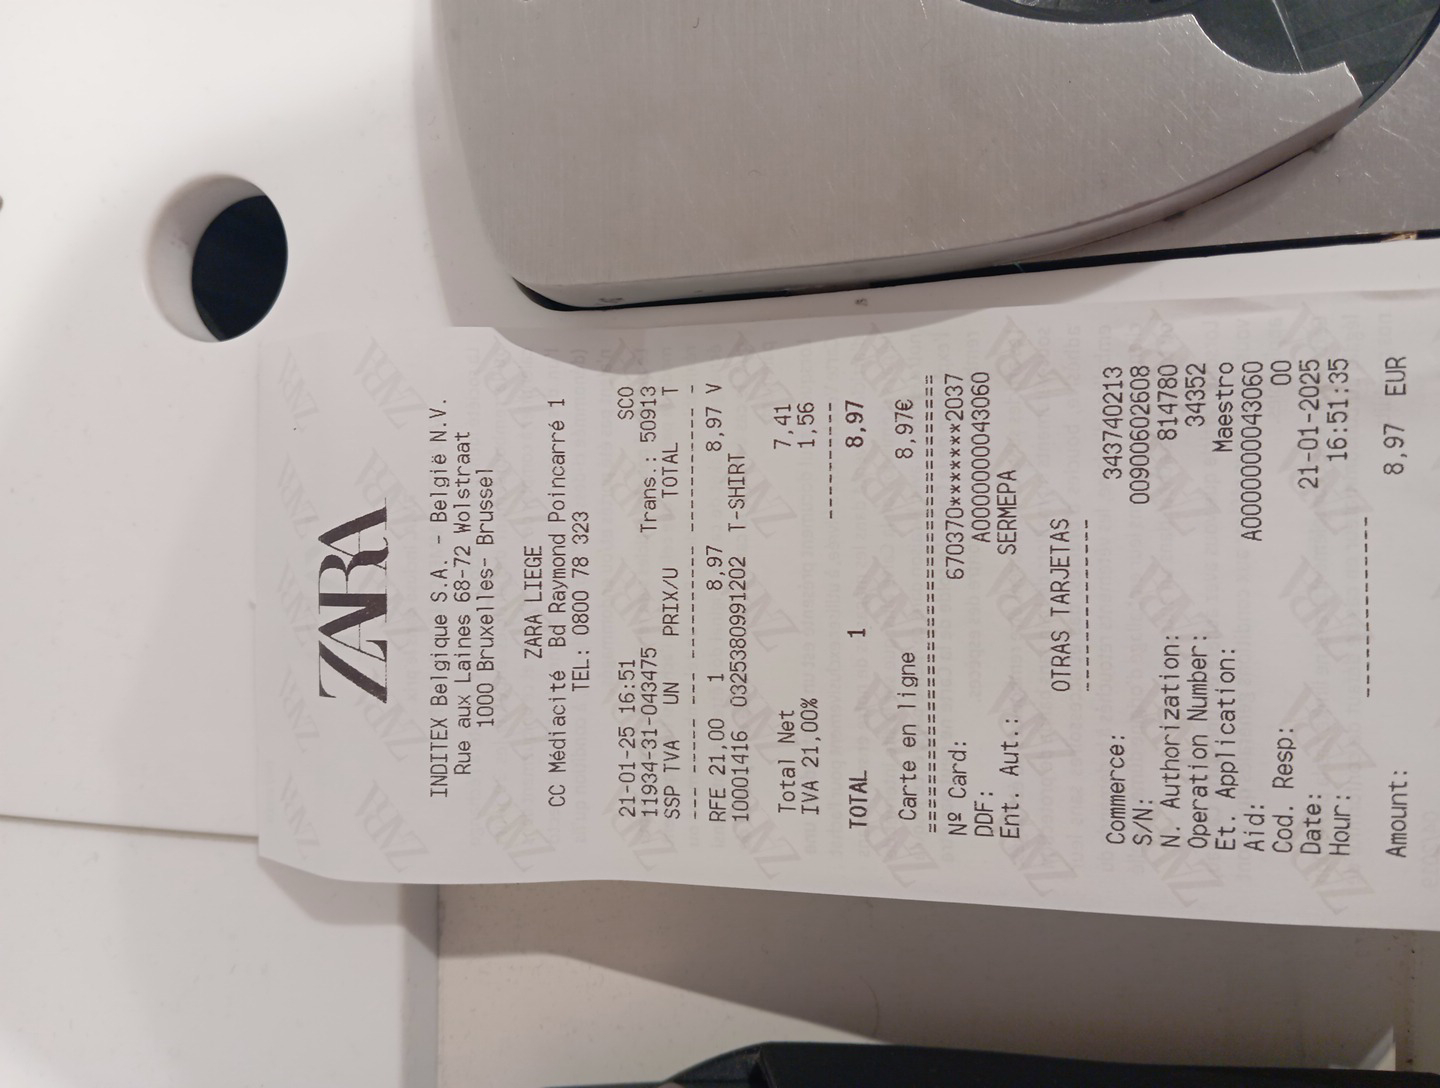 ZARA
INDITEX Belgique S.A. - België N.V.
Rue aux Laines 68-72 Wolstraat
1000 Bruxelles- Brussel
ZARA LIEGE
CC Médiacité Bd Raymond Poincarré 1
TEL: 0800 78 323
21-01-25 16:51 SCO
11934-31-043475 Trans.: 50913
SSP TVA UN PRIX/U TOTAL T
RFE 21,00 1 8,97 8,97 V
10001416 03253809912​02 T-SHIRT
Total Net 7,41
IVA 21,00% 1,56
TOTAL 1 8,97
Carte en ligne 8,97€
Nº Card: 670370*********2037
DDF: A0000000043060
Ent. Aut.: SERMEPA
OTRAS TARJETAS
Commerce: 343740213
S/N: 00900602608
N. Authorization: 814780
Operation Number: 34352
Et. Application: Maestro
Aid: A0000000043060
Cod. Resp: 00
Date: 21-01-2025
Hour: 16:51:35
Amount: 8,97 EUR